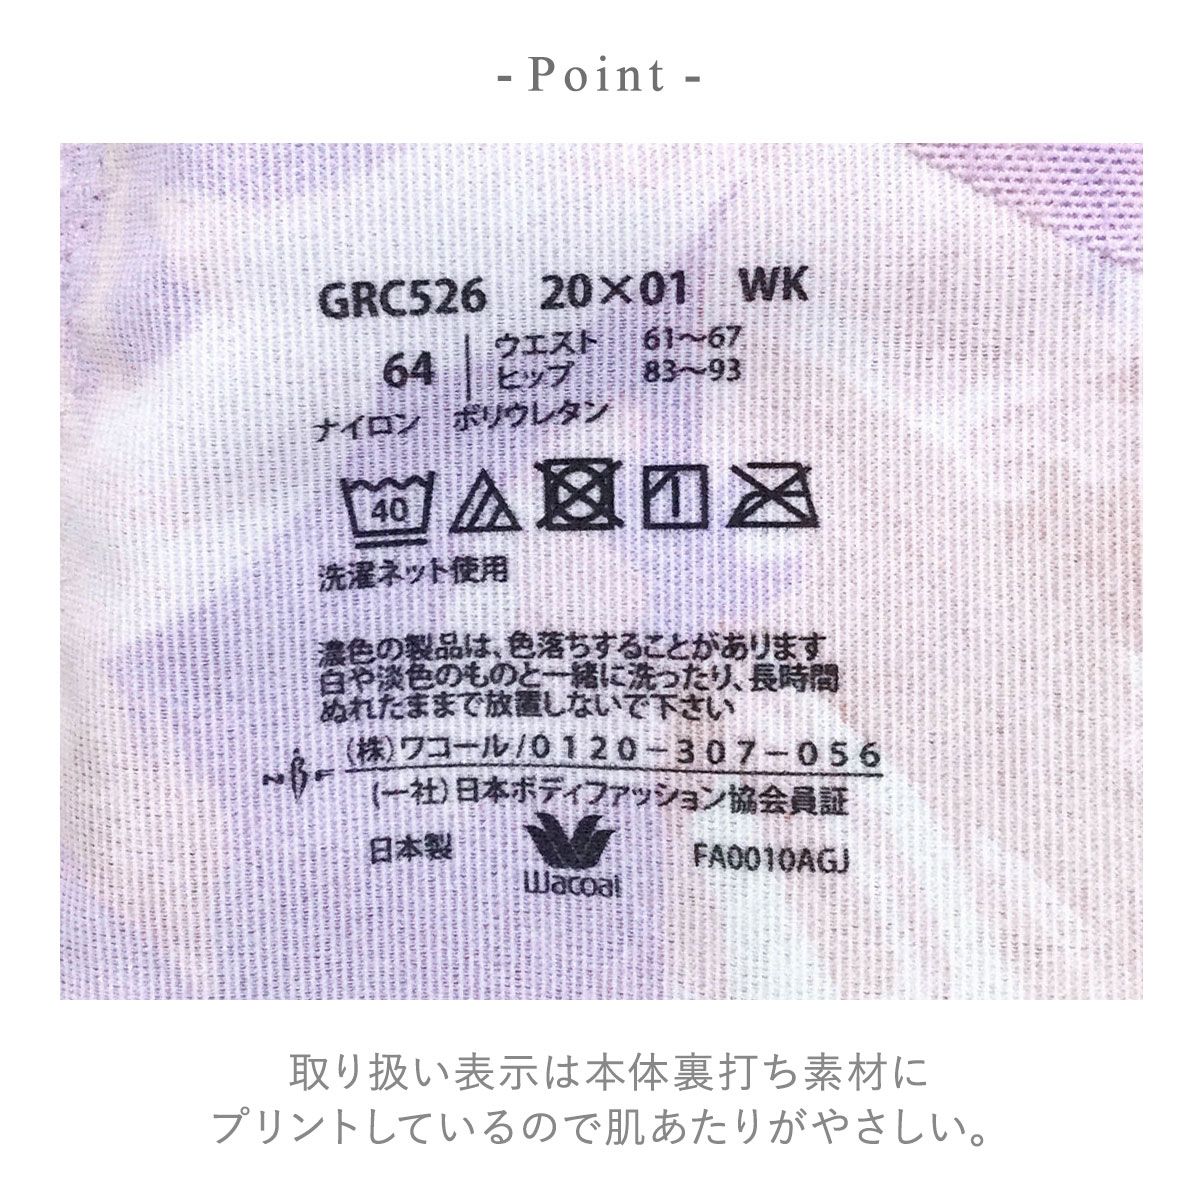 - Point -
GRC526 20×01 WK
64 ウエスト 61～67
ヒップ 83～93
ナイロン ポリウレタン
40
洗濯ネット使用
濃色の製品は、色落ちすることがあります
白や淡色のものと一緒に洗ったり、長時間
ぬれたままで放置しないで下さい
(株)ワコール/0120-307-056
(一社)日本ボディファッション協会員証
日本製 Wacoal FA0010AGJ
取り扱い表示は本体裏打ち素材に
プリントしているので肌あたりがやさしい。